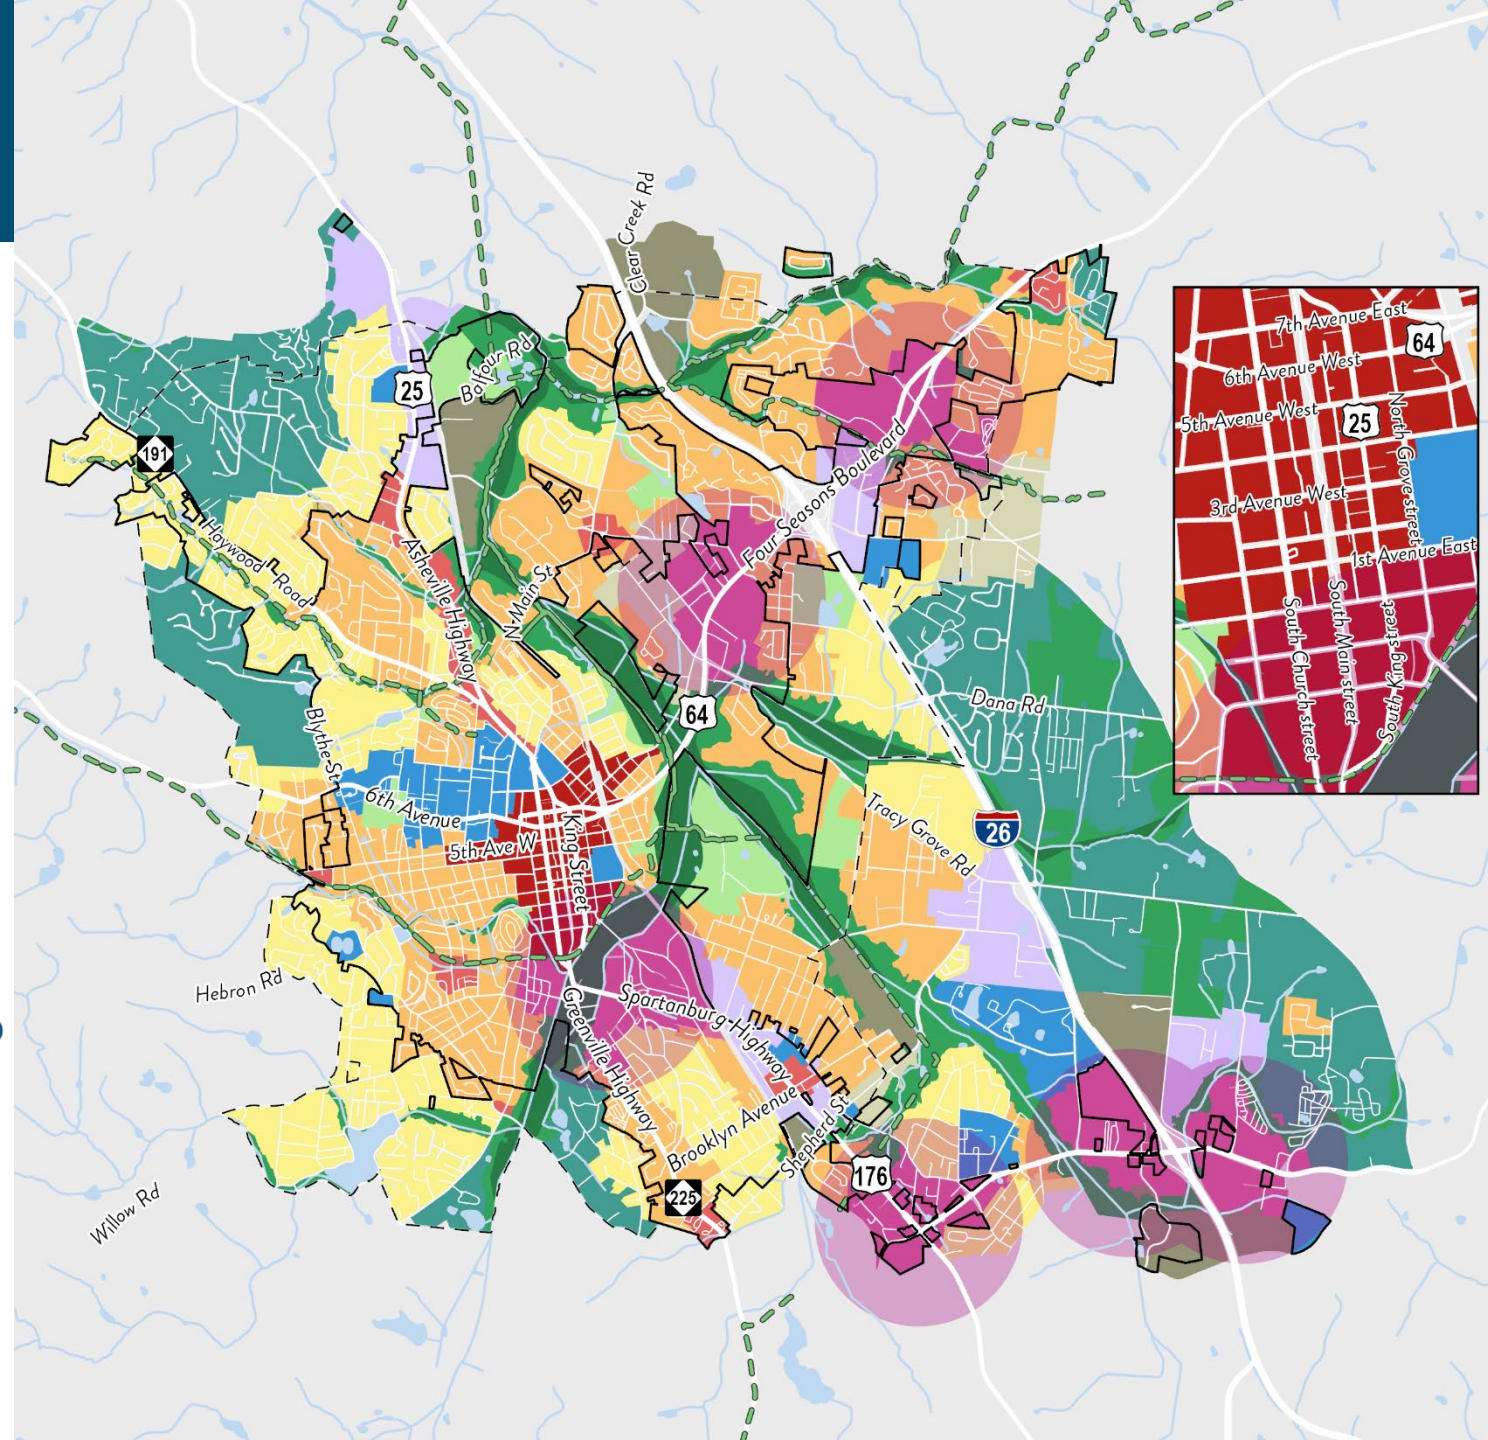 Clear Creek Rd
25
Balfour Rd
191
Haywood Road
Asheville Highway
N Main St
Four Seasons Boulevard
64
Dana Rd
Blythe St
6th Avenue
5th Ave W
King Street
Tracy Grove Rd
26
Hebron Rd
Spartanburg Highway
Greenville Highway
Brooklyn Avenue
Shepherd St
176
225
Willow Rd
7th Avenue East
64
6th Avenue West
5th Avenue West
25
North Grove street
3rd Avenue West
1st Avenue East
South Church street
South Main street
South King street